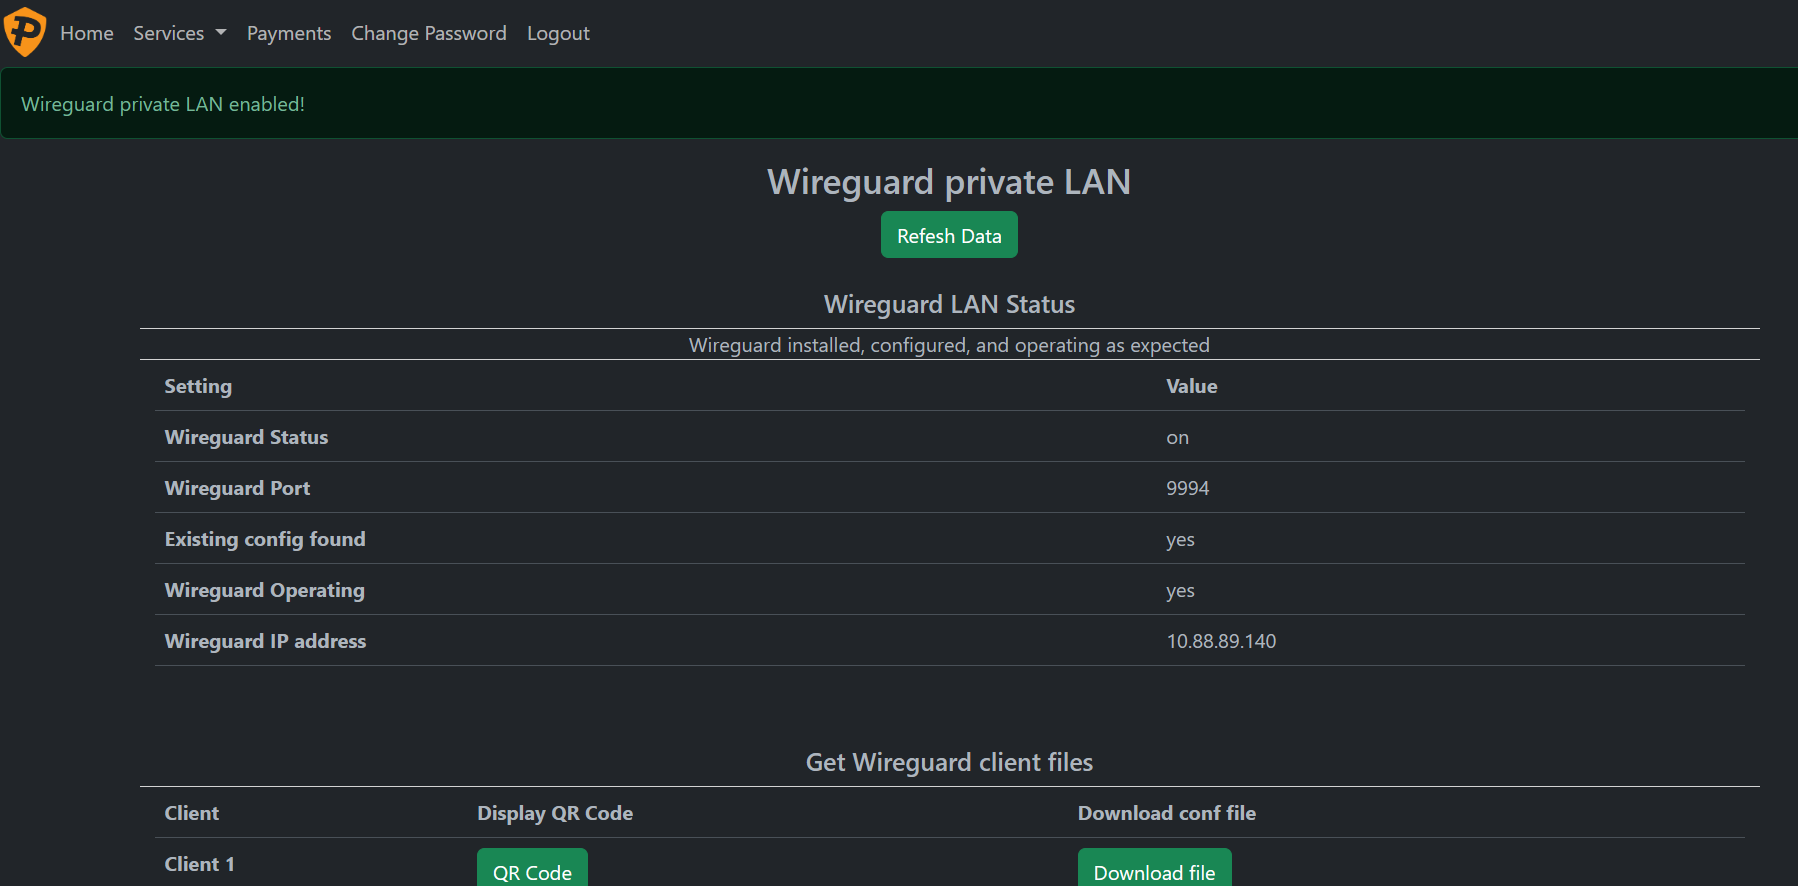 Home Services Payments Change Password Logout
Wireguard private LAN enabled!
Wireguard private LAN
Refesh Data
Wireguard LAN Status
Wireguard installed, configured, and operating as expected
Setting Value
Wireguard Status on
Wireguard Port 9994
Existing config found yes
Wireguard Operating yes
Wireguard IP address 10.88.89.140
Get Wireguard client files
Client Display QR Code Download conf file
Client 1 QR Code Download file